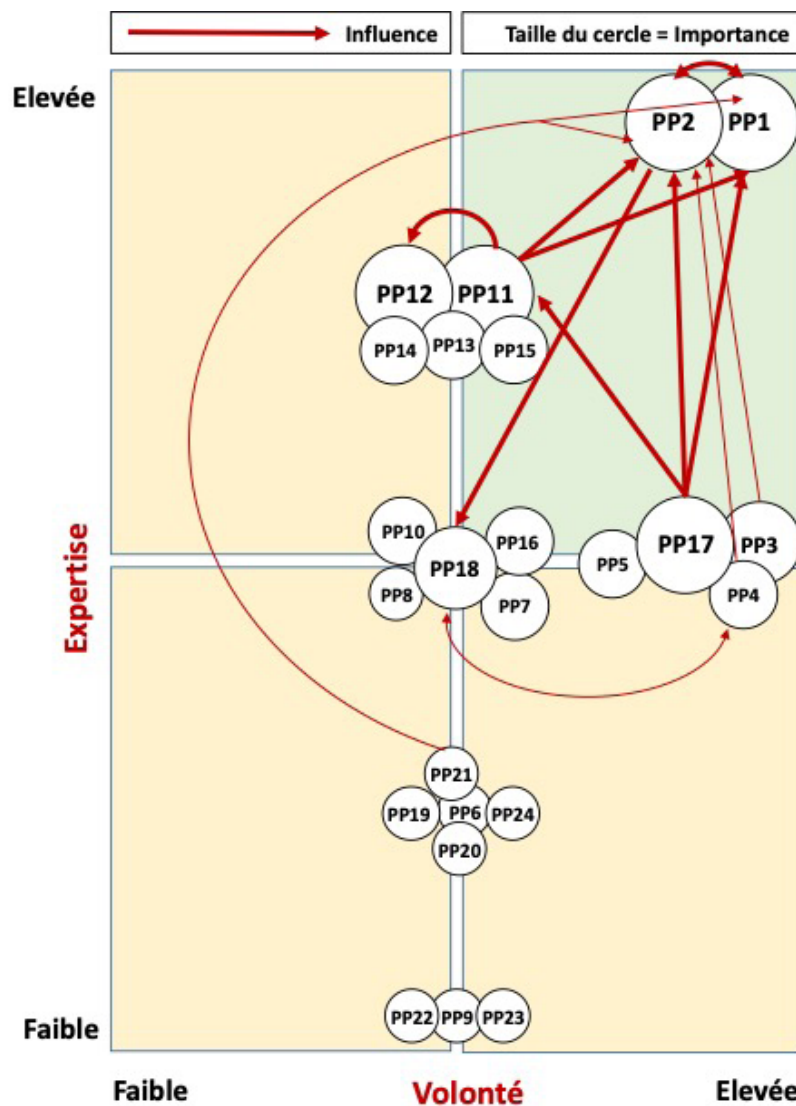 Influence
Taille du cercle = Importance
Elevée
PP2
PP1
PP12
PP11
PP14
PP13
PP15
PP10
PP16
PP18
PP8
PP7
PP5
PP17
PP3
PP4
Expertise
PP21
PP19
PP6
PP24
PP20
PP22
PP9
PP23
Faible
Faible
Volonté
Elevée